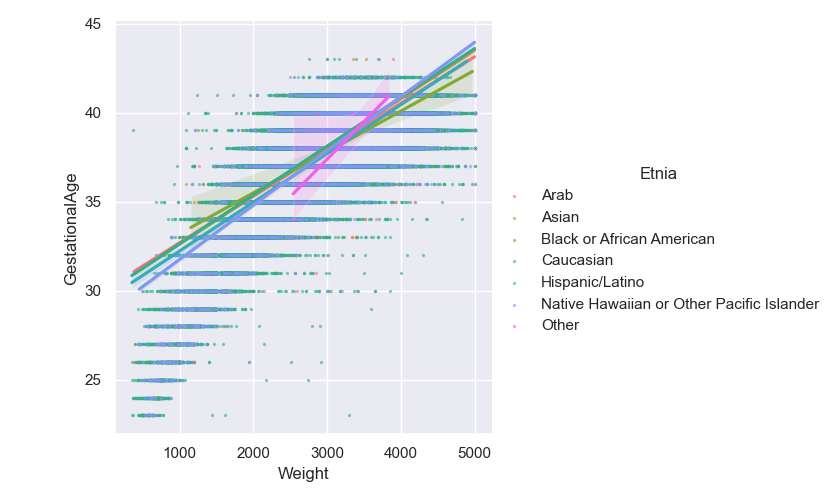 45
40
35
30
25
GestationalAge
1000 2000 3000 4000 5000
Weight
Etnia
Arab
Asian
Black or African American
Caucasian
Hispanic/Latino
Native Hawaiian or Other Pacific Islander
Other